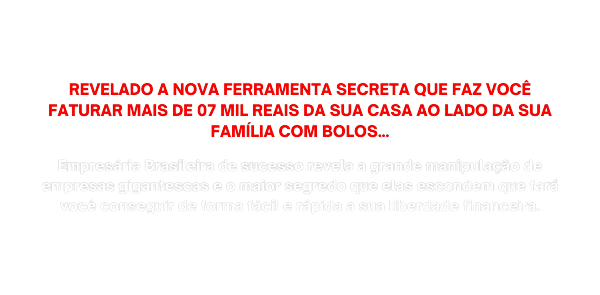 REVELADO A NOVA FERRAMENTA SECRETA QUE FAZ VOCÊ
FATURAR MAIS DE 07 MIL REAIS DA SUA CASA AO LADO DA SUA
FAMÍLIA COM BOLOS...
Empresária Brasileira de sucesso revela a grande manipulação de
empresas gigantescas e o maior segredo que elas escondem que fará
você conseguir de forma fácil e rápida a sua liberdade financeira.